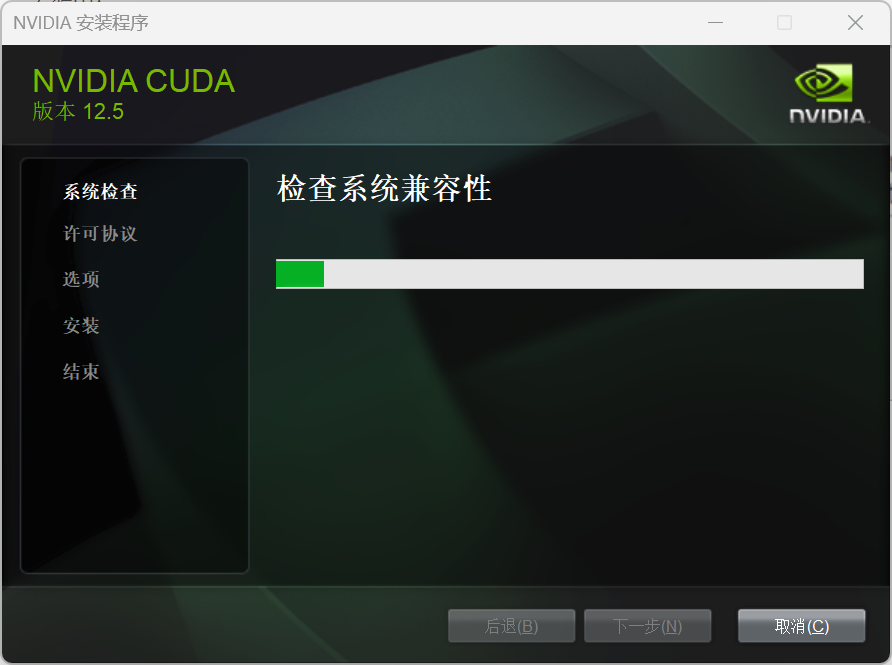 NVIDIA 安装程序
NVIDIA CUDA
版本 12.5
NVIDIA.
系统检查
许可协议
选项
安装
结束
检查系统兼容性
后退(B)
下一步(N)
取消(C)